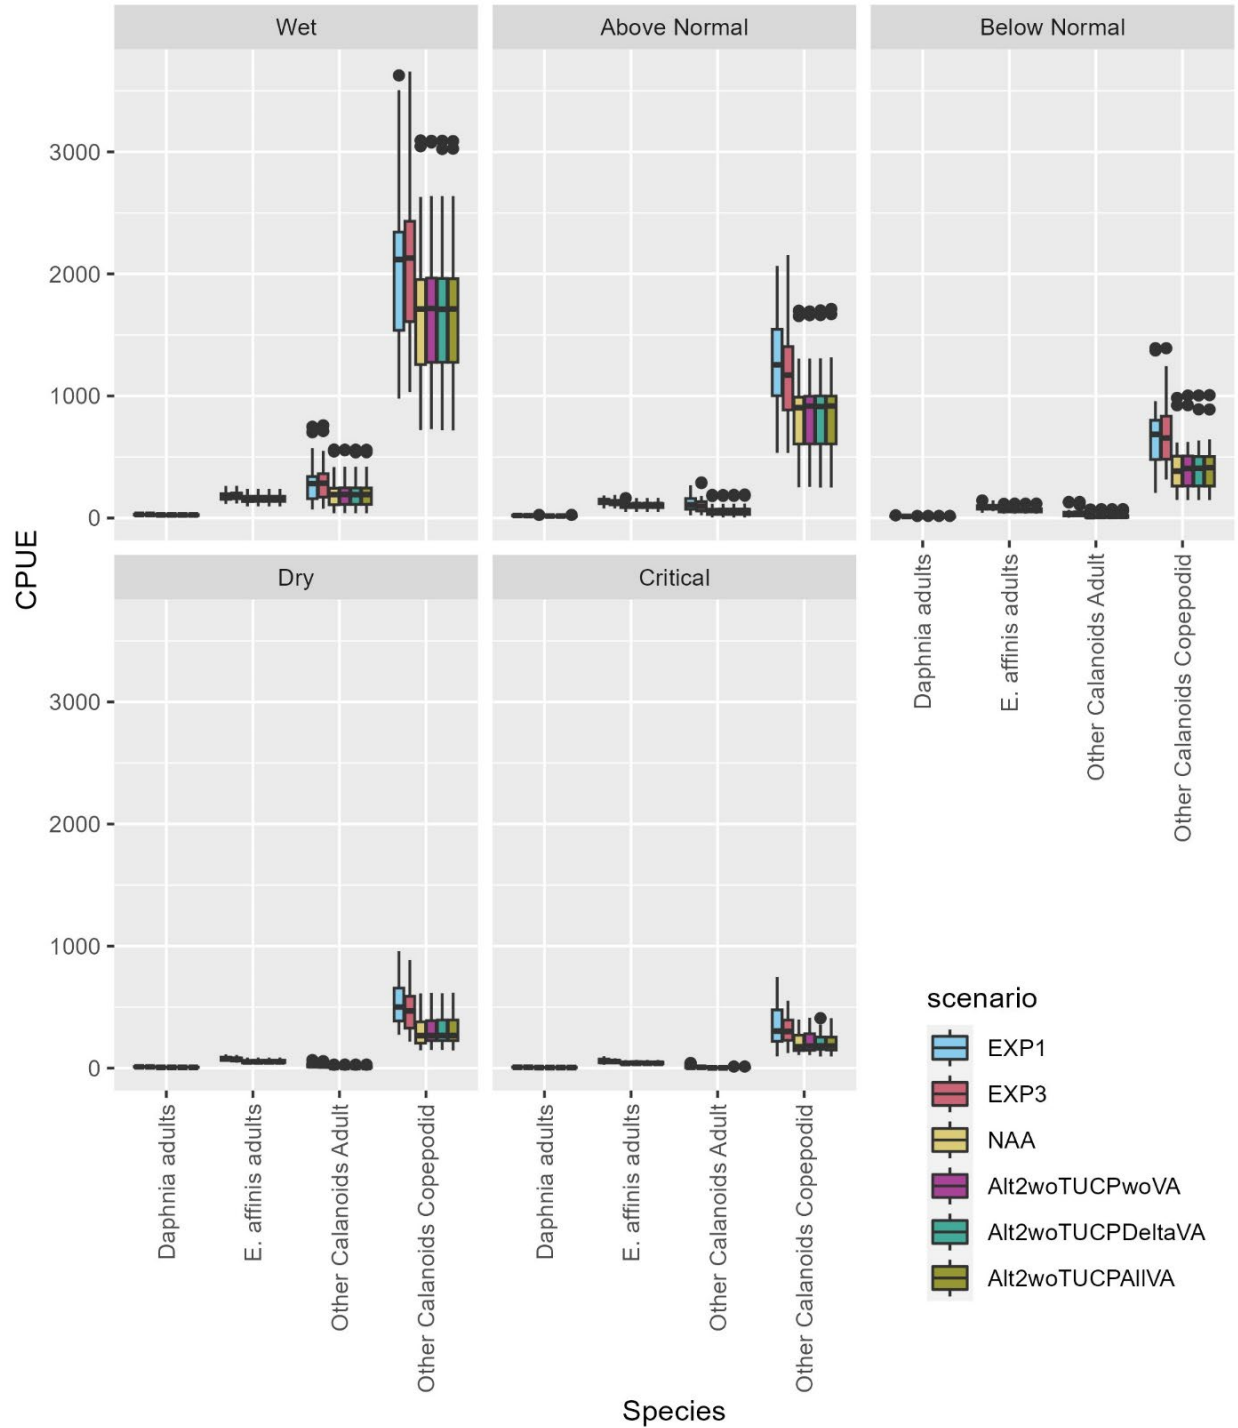 Wet
Above Normal
Below Normal
3000
2000
1000
0
CPUE
Daphnia adults
E. affinis adults
Other Calanoids Adult
Other Calanoids Copepodid
Dry
Critical
3000
2000
1000
0
Daphnia adults
E. affinis adults
Other Calanoids Adult
Other Calanoids Copepodid
Daphnia adults
E. affinis adults
Other Calanoids Adult
Other Calanoids Copepodid
Species
scenario
EXP1
EXP3
NAA
Alt2woTUCPwoVA
Alt2woTUCPDeltaVA
Alt2woTUCPAllVA